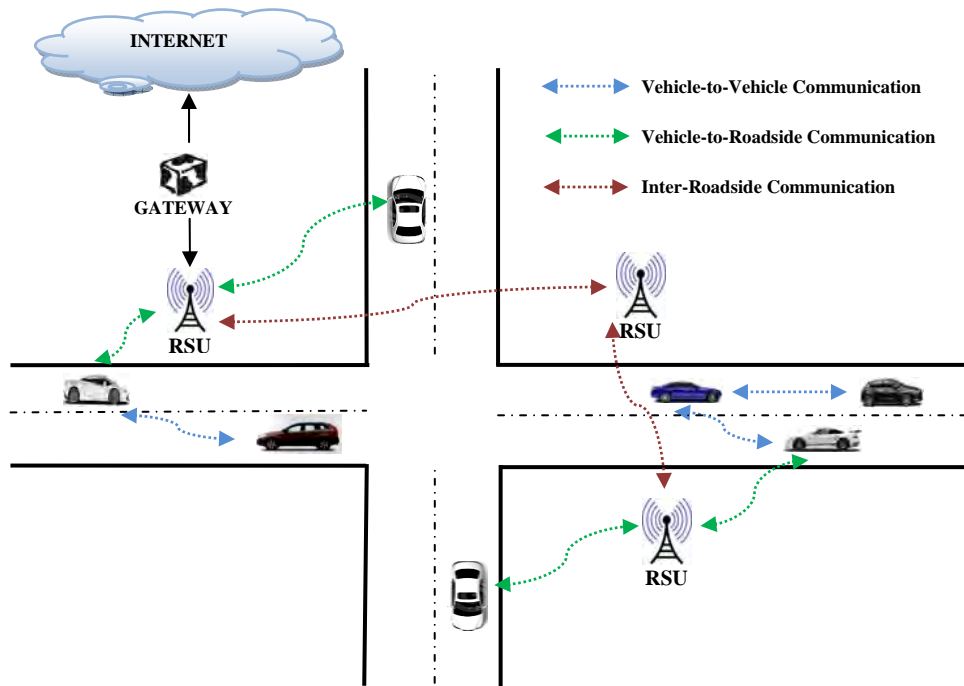 INTERNET
Vehicle-to-Vehicle Communication
Vehicle-to-Roadside Communication
Inter-Roadside Communication
GATEWAY
RSU
RSU
RSU